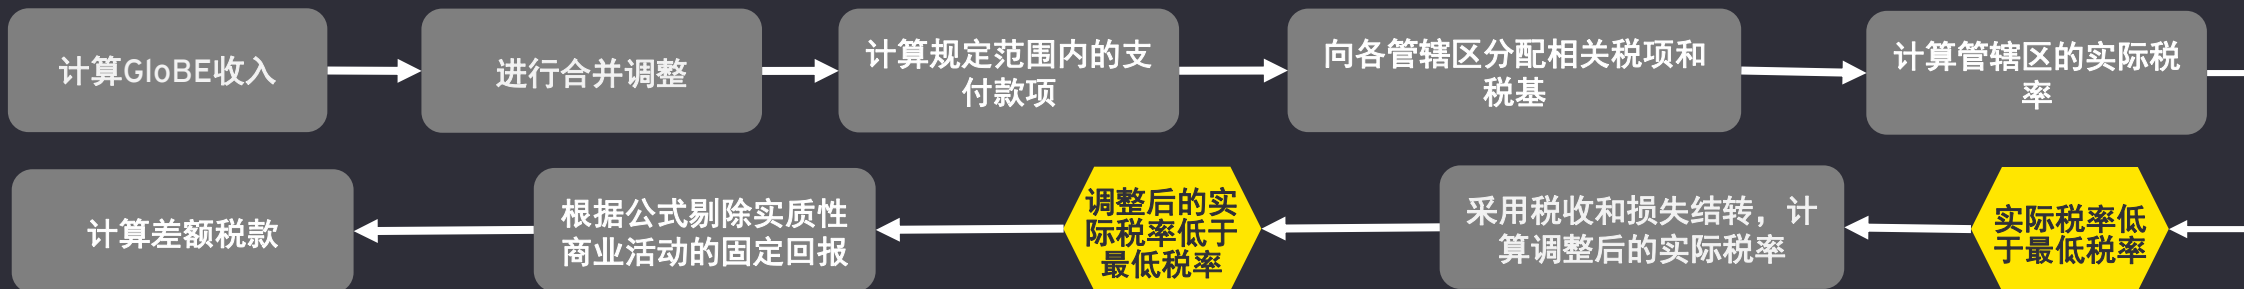 计算GloBE收入
进行合并调整
计算规定范围内的支
付款项
向各管辖区分配相关税项和
税基
计算管辖区的实际税
率
实际税率低
于最低税率
采用税收和损失结转，计
算调整后的实际税率
调整后的实
际税率低于
最低税率
根据公式剔除实质性
商业活动的固定回报
计算差额税款